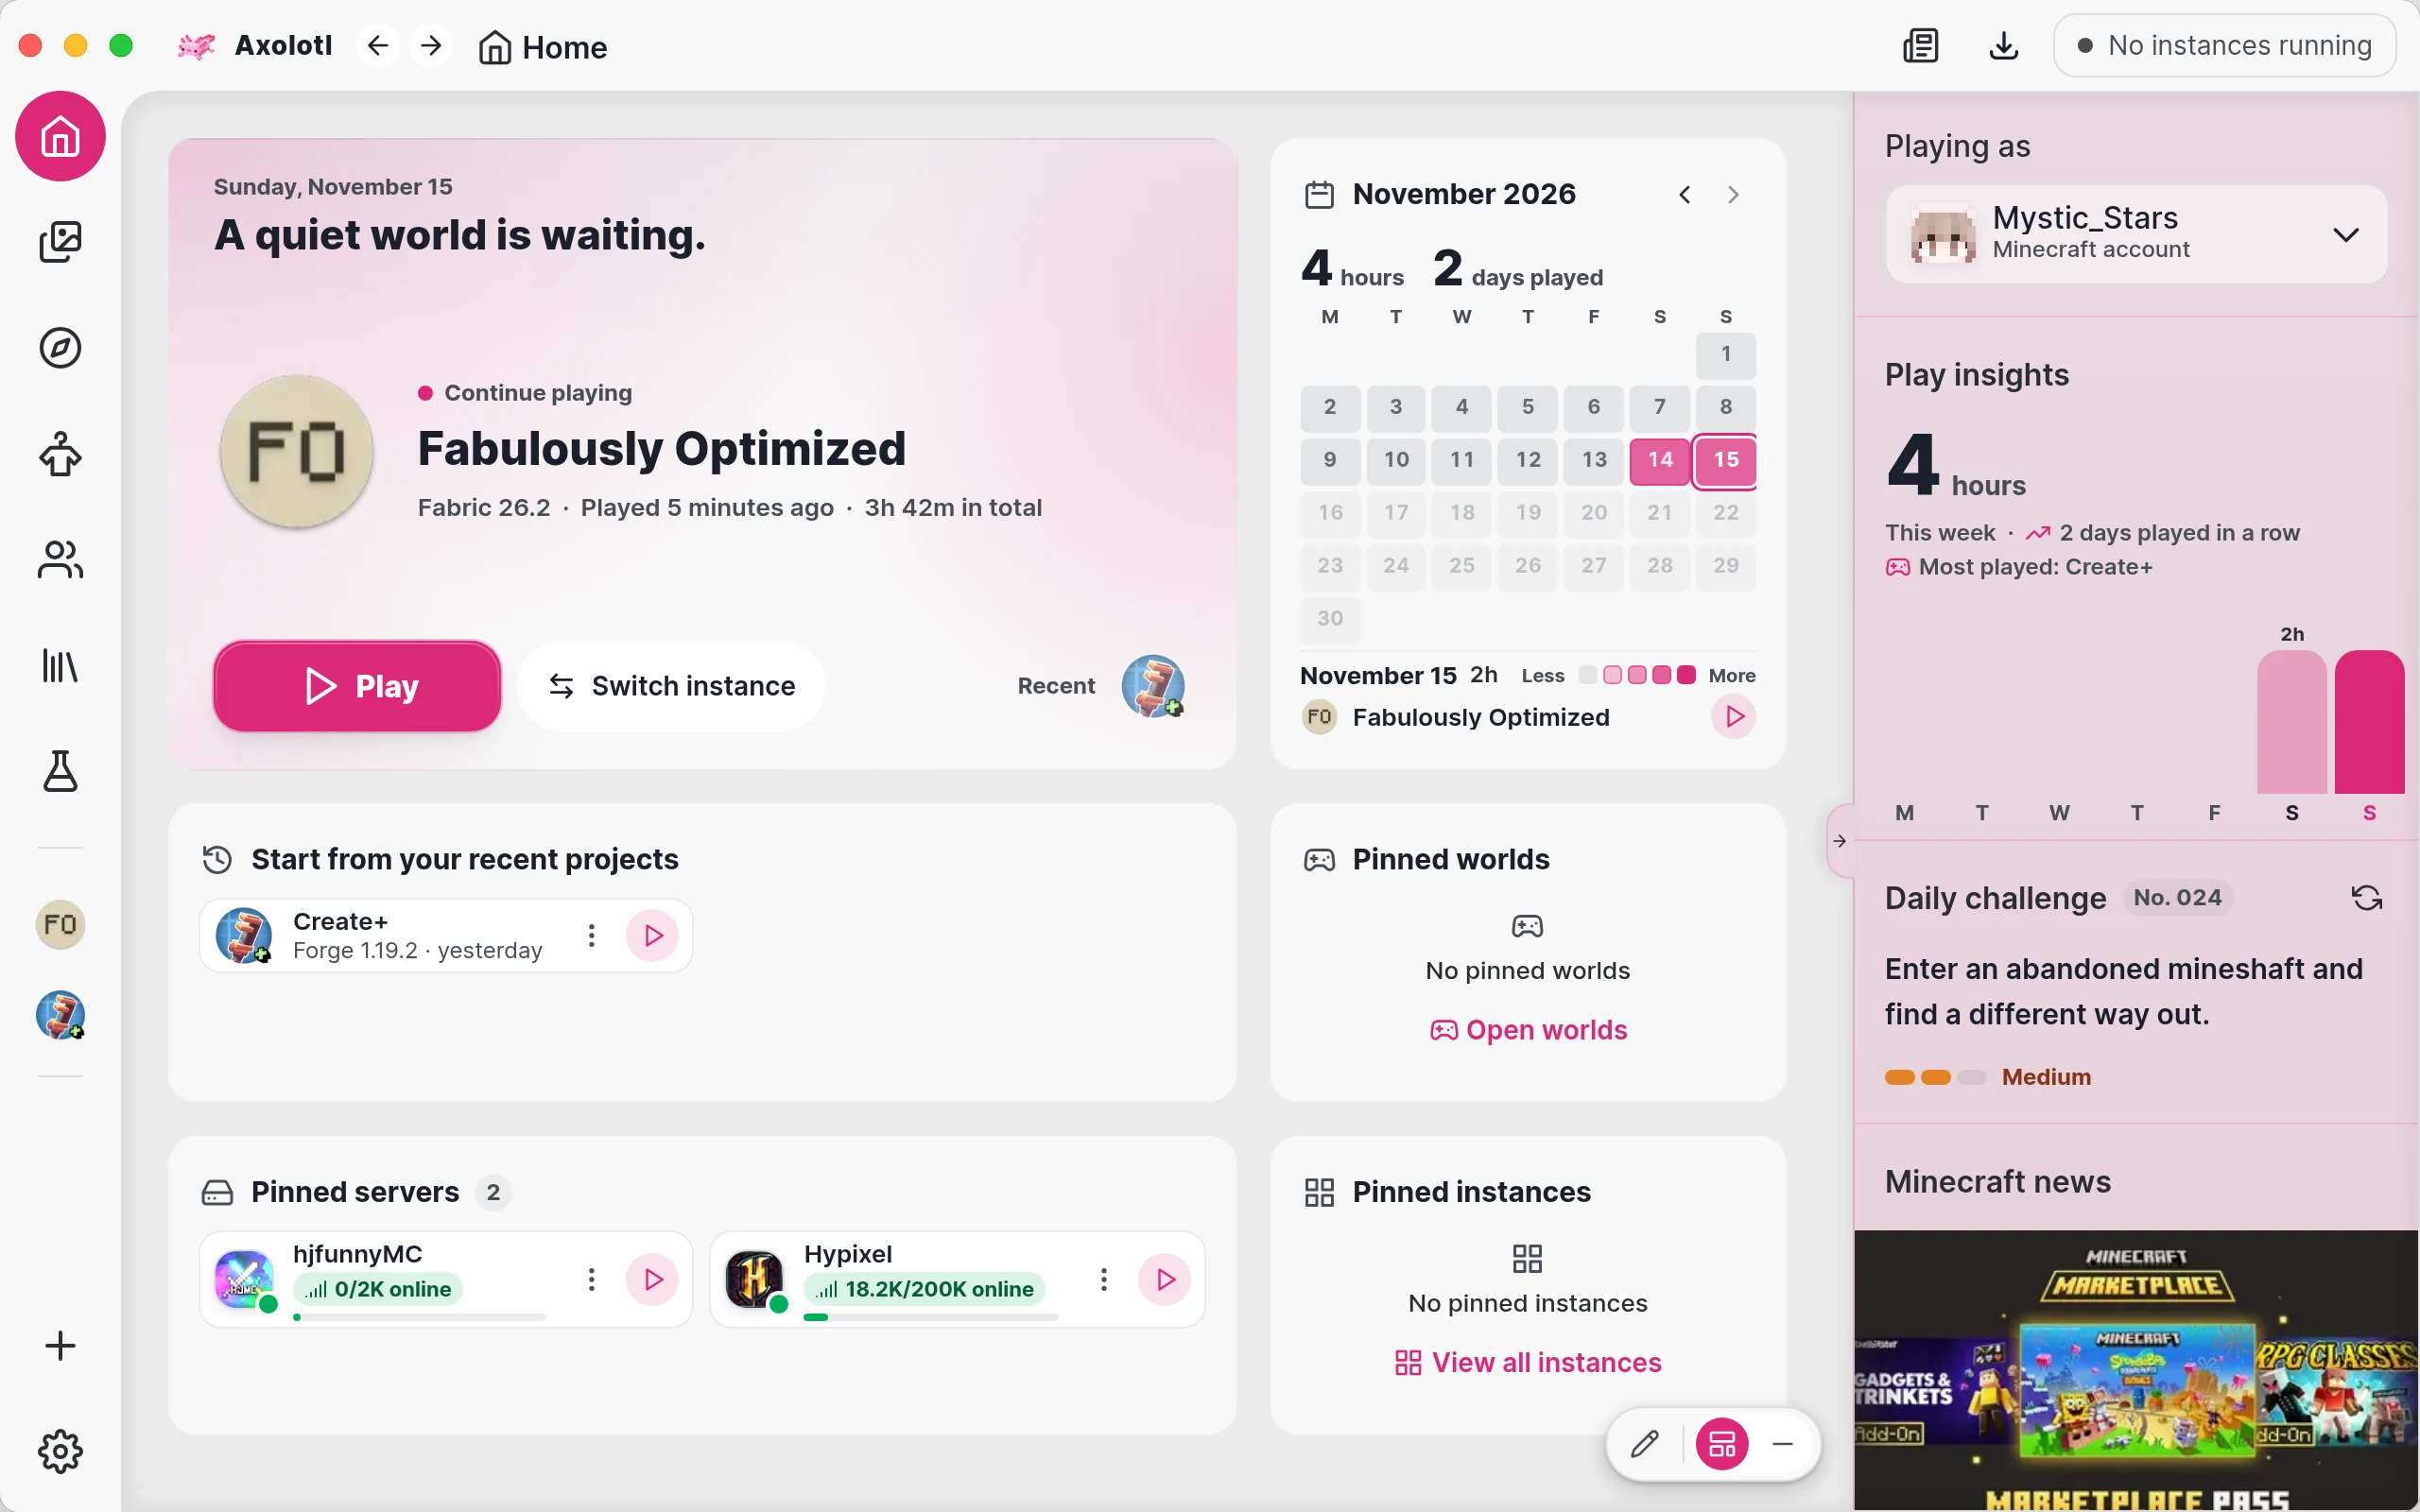 Axolotl
Home
No instances running
Sunday, November 15
A quiet world is waiting.
FO
Continue playing
Fabulously Optimized
Fabric 26.2 · Played 5 minutes ago · 3h 42m in total
Play
Switch instance
Recent
November 2026
4 hours 2 days played
M T W T F S S
1
2 3 4 5 6 7 8
9 10 11 12 13 14 15
16 17 18 19 20 21 22
23 24 25 26 27 28 29
30
November 15 2h Less More
FO Fabulously Optimized
Start from your recent projects
Create+
Forge 1.19.2 · yesterday
Pinned worlds
No pinned worlds
Open worlds
Pinned servers 2
hjfunnyMC
0/2K online
Hypixel
18.2K/200K online
Pinned instances
No pinned instances
View all instances
FO
Playing as
Mystic_Stars
Minecraft account
Play insights
4 hours
This week · 2 days played in a row
Most played: Create+
2h
M T W T F S S
Daily challenge No. 024
Enter an abandoned mineshaft and
find a different way out.
Medium
Minecraft news
MINECRAFT
MARKETPLACE
MINECRAFT
GADGETS &
TRINKETS
Add-On
RPG CLASSES
dd-On
MARKETPLACE PASS